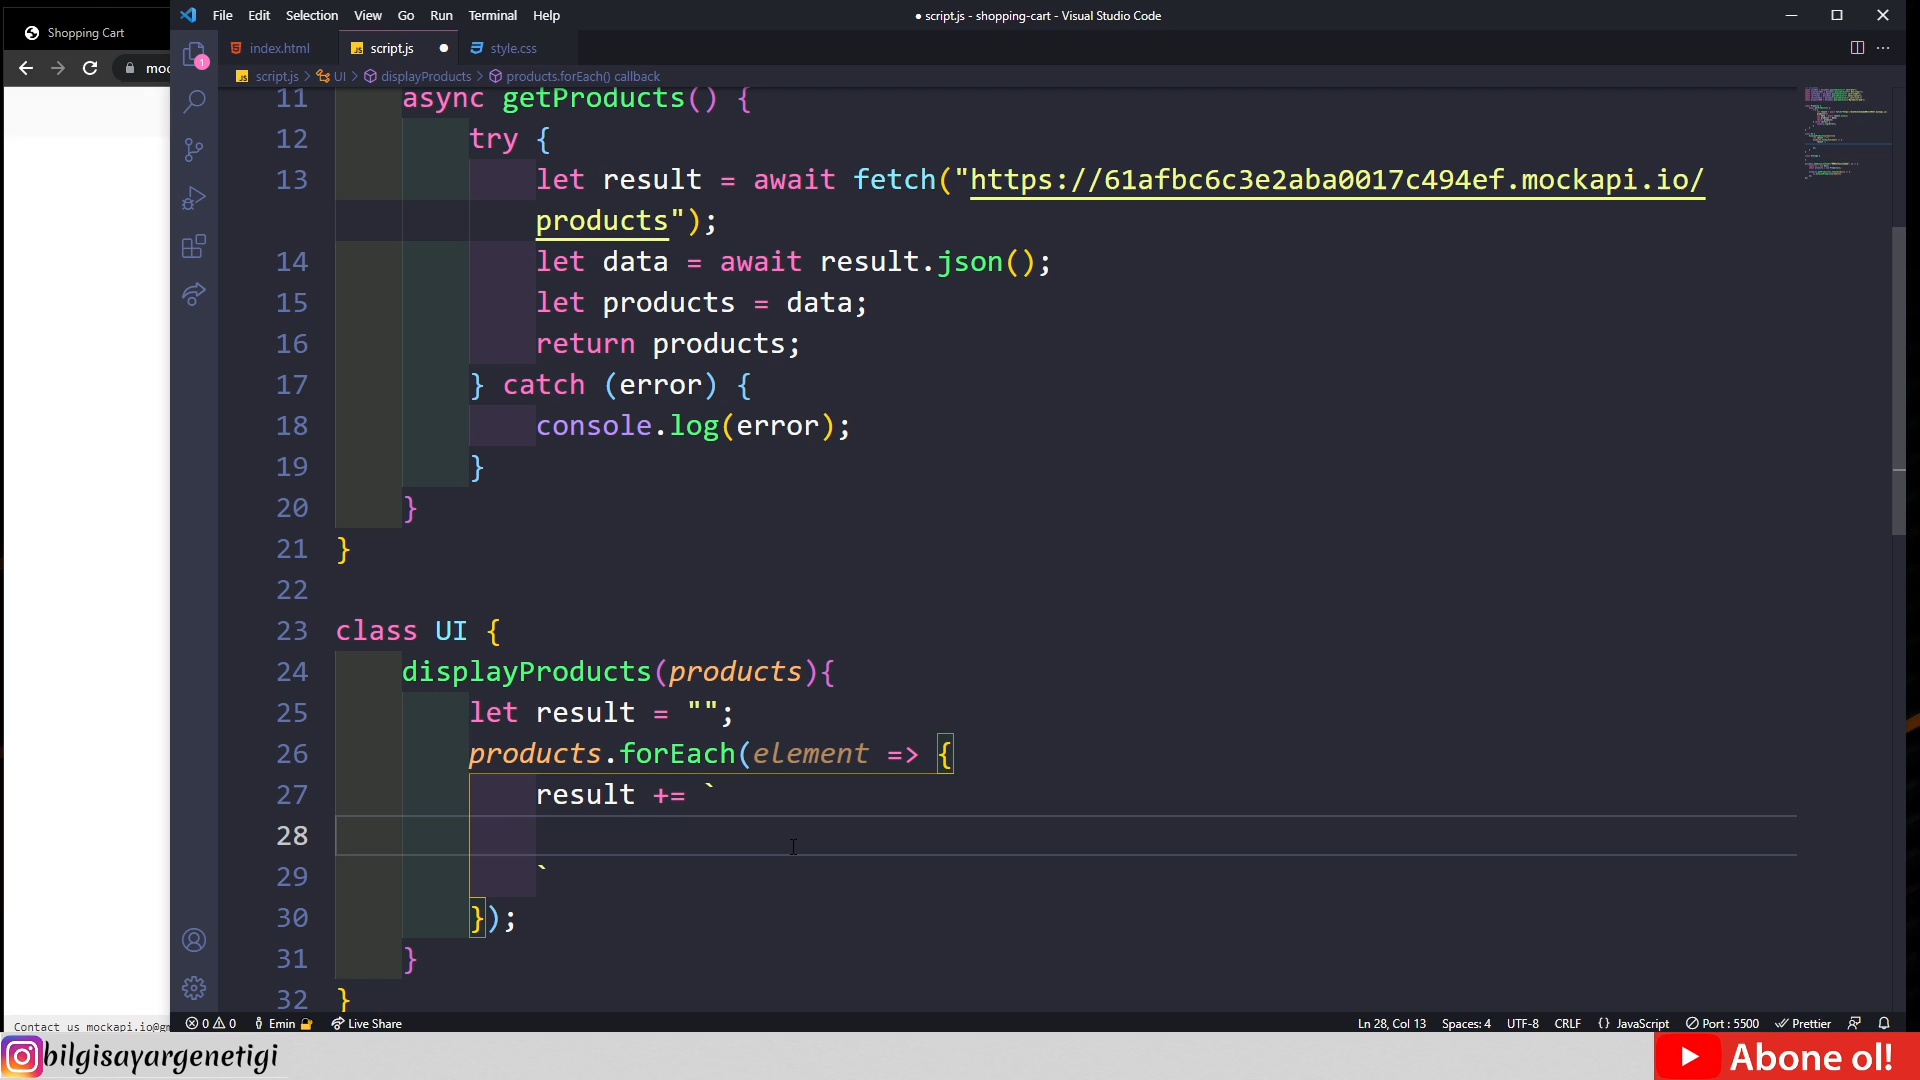 Shopping Cart
File Edit Selection View Go Run Terminal Help
● script.js - shopping-cart - Visual Studio Code
index.html
script.js ●
style.css
script.js > UI > displayProducts > products.forEach() callback
1
11 async getProducts() {
12 try {
13 let result = await fetch("https://61afbc6c3e2aba0017c494ef.mockapi.io/
products");
14 let data = await result.json();
15 let products = data;
16 return products;
17 } catch (error) {
18 console.log(error);
19 }
20 }
21 }
22
23 class UI {
24 displayProducts(products){
25 let result = "";
26 products.forEach(element => {
27 result += `
28
29 `
30 });
31 }
32 }
Contact us mockapi.io@
0 0 Emin Live Share
Ln 28, Col 13 Spaces: 4 UTF-8 CRLF {} JavaScript Port : 5500 Prettier
bilgisayargenetigi
Abone ol!